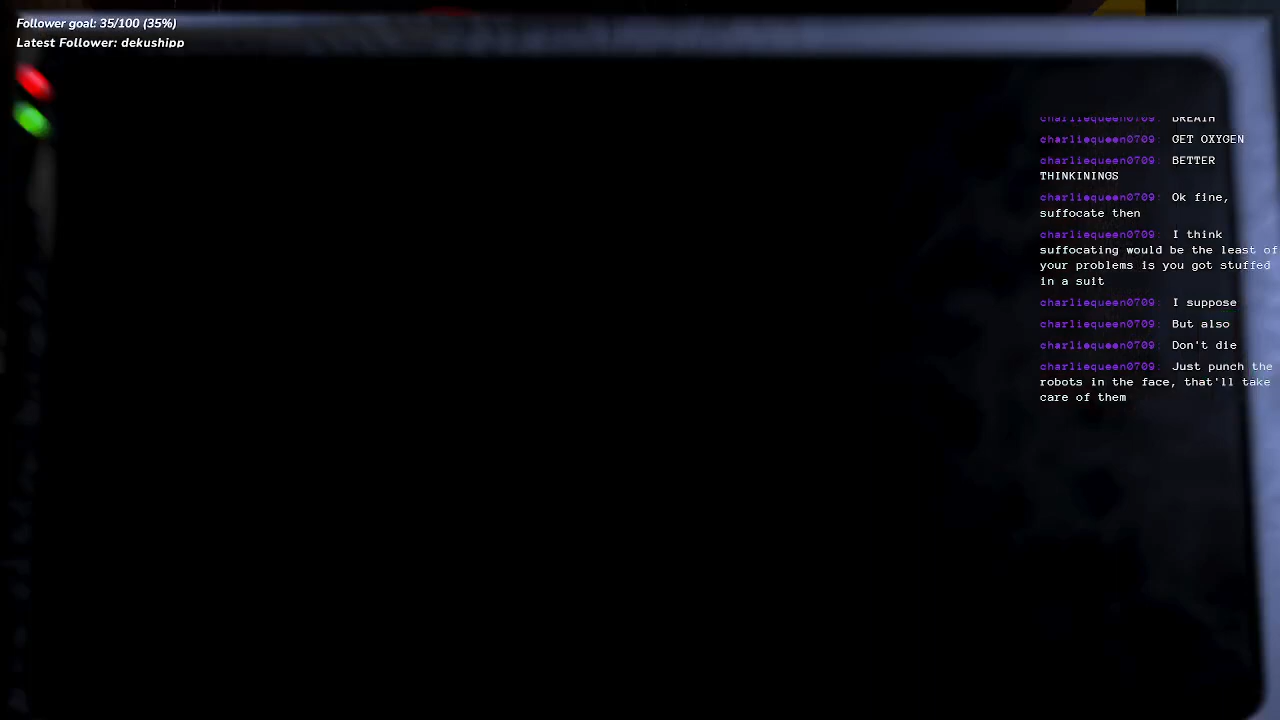 Follower goal: 35/100 (35%)
Latest Follower: dekushipp
charliequeen0709: BREATH
charliequeen0709: GET OXYGEN
charliequeen0709: BETTER
THINKININGS
charliequeen0709: Ok fine,
suffocate then
charliequeen0709: I think
suffocating would be the least of
your problems is you got stuffed
in a suit
charliequeen0709: I suppose
charliequeen0709: But also
charliequeen0709: Don't die
charliequeen0709: Just punch the
robots in the face, that'll take
care of them